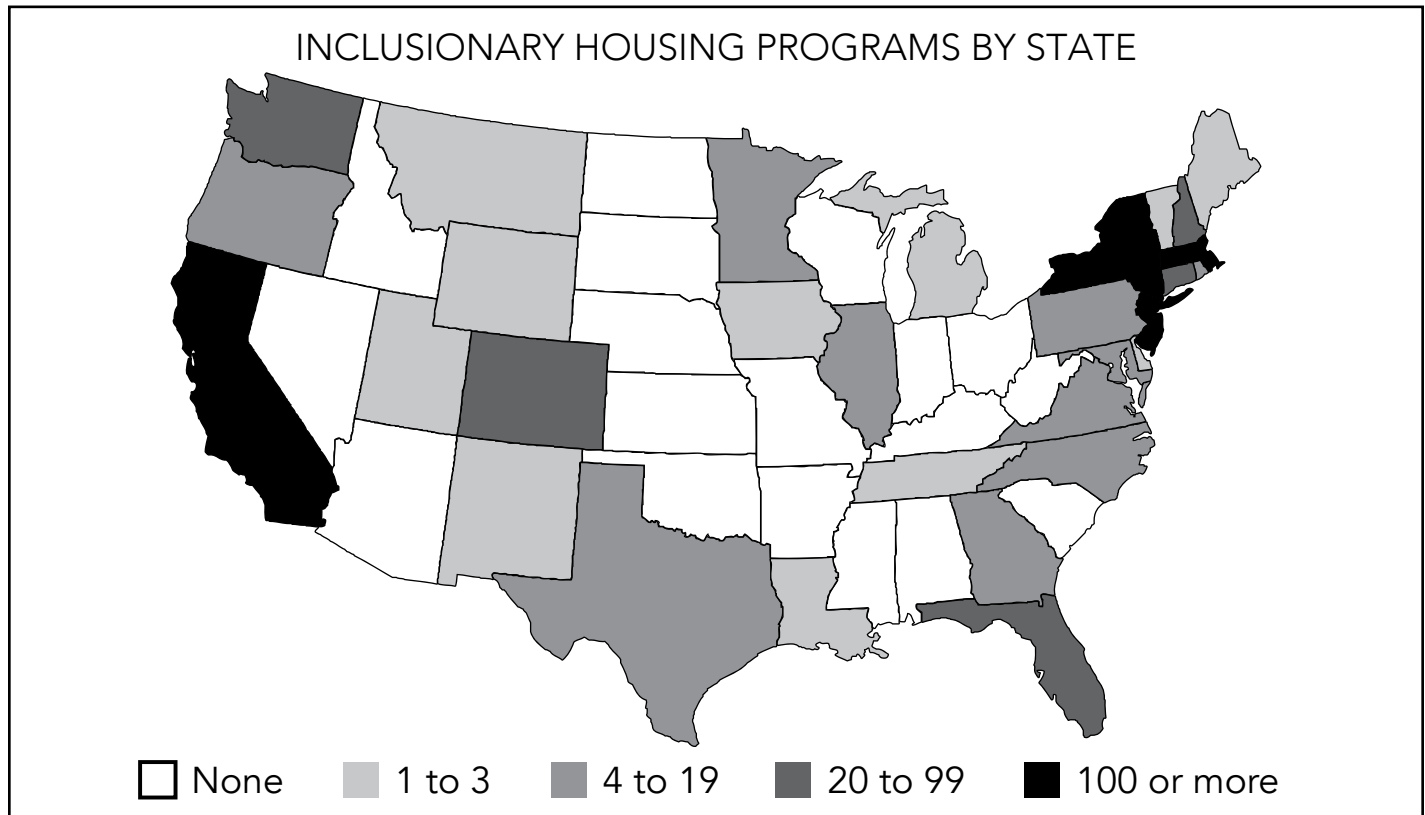 INCLUSIONARY HOUSING PROGRAMS BY STATE
None 1 to 3 4 to 19 20 to 99 100 or more